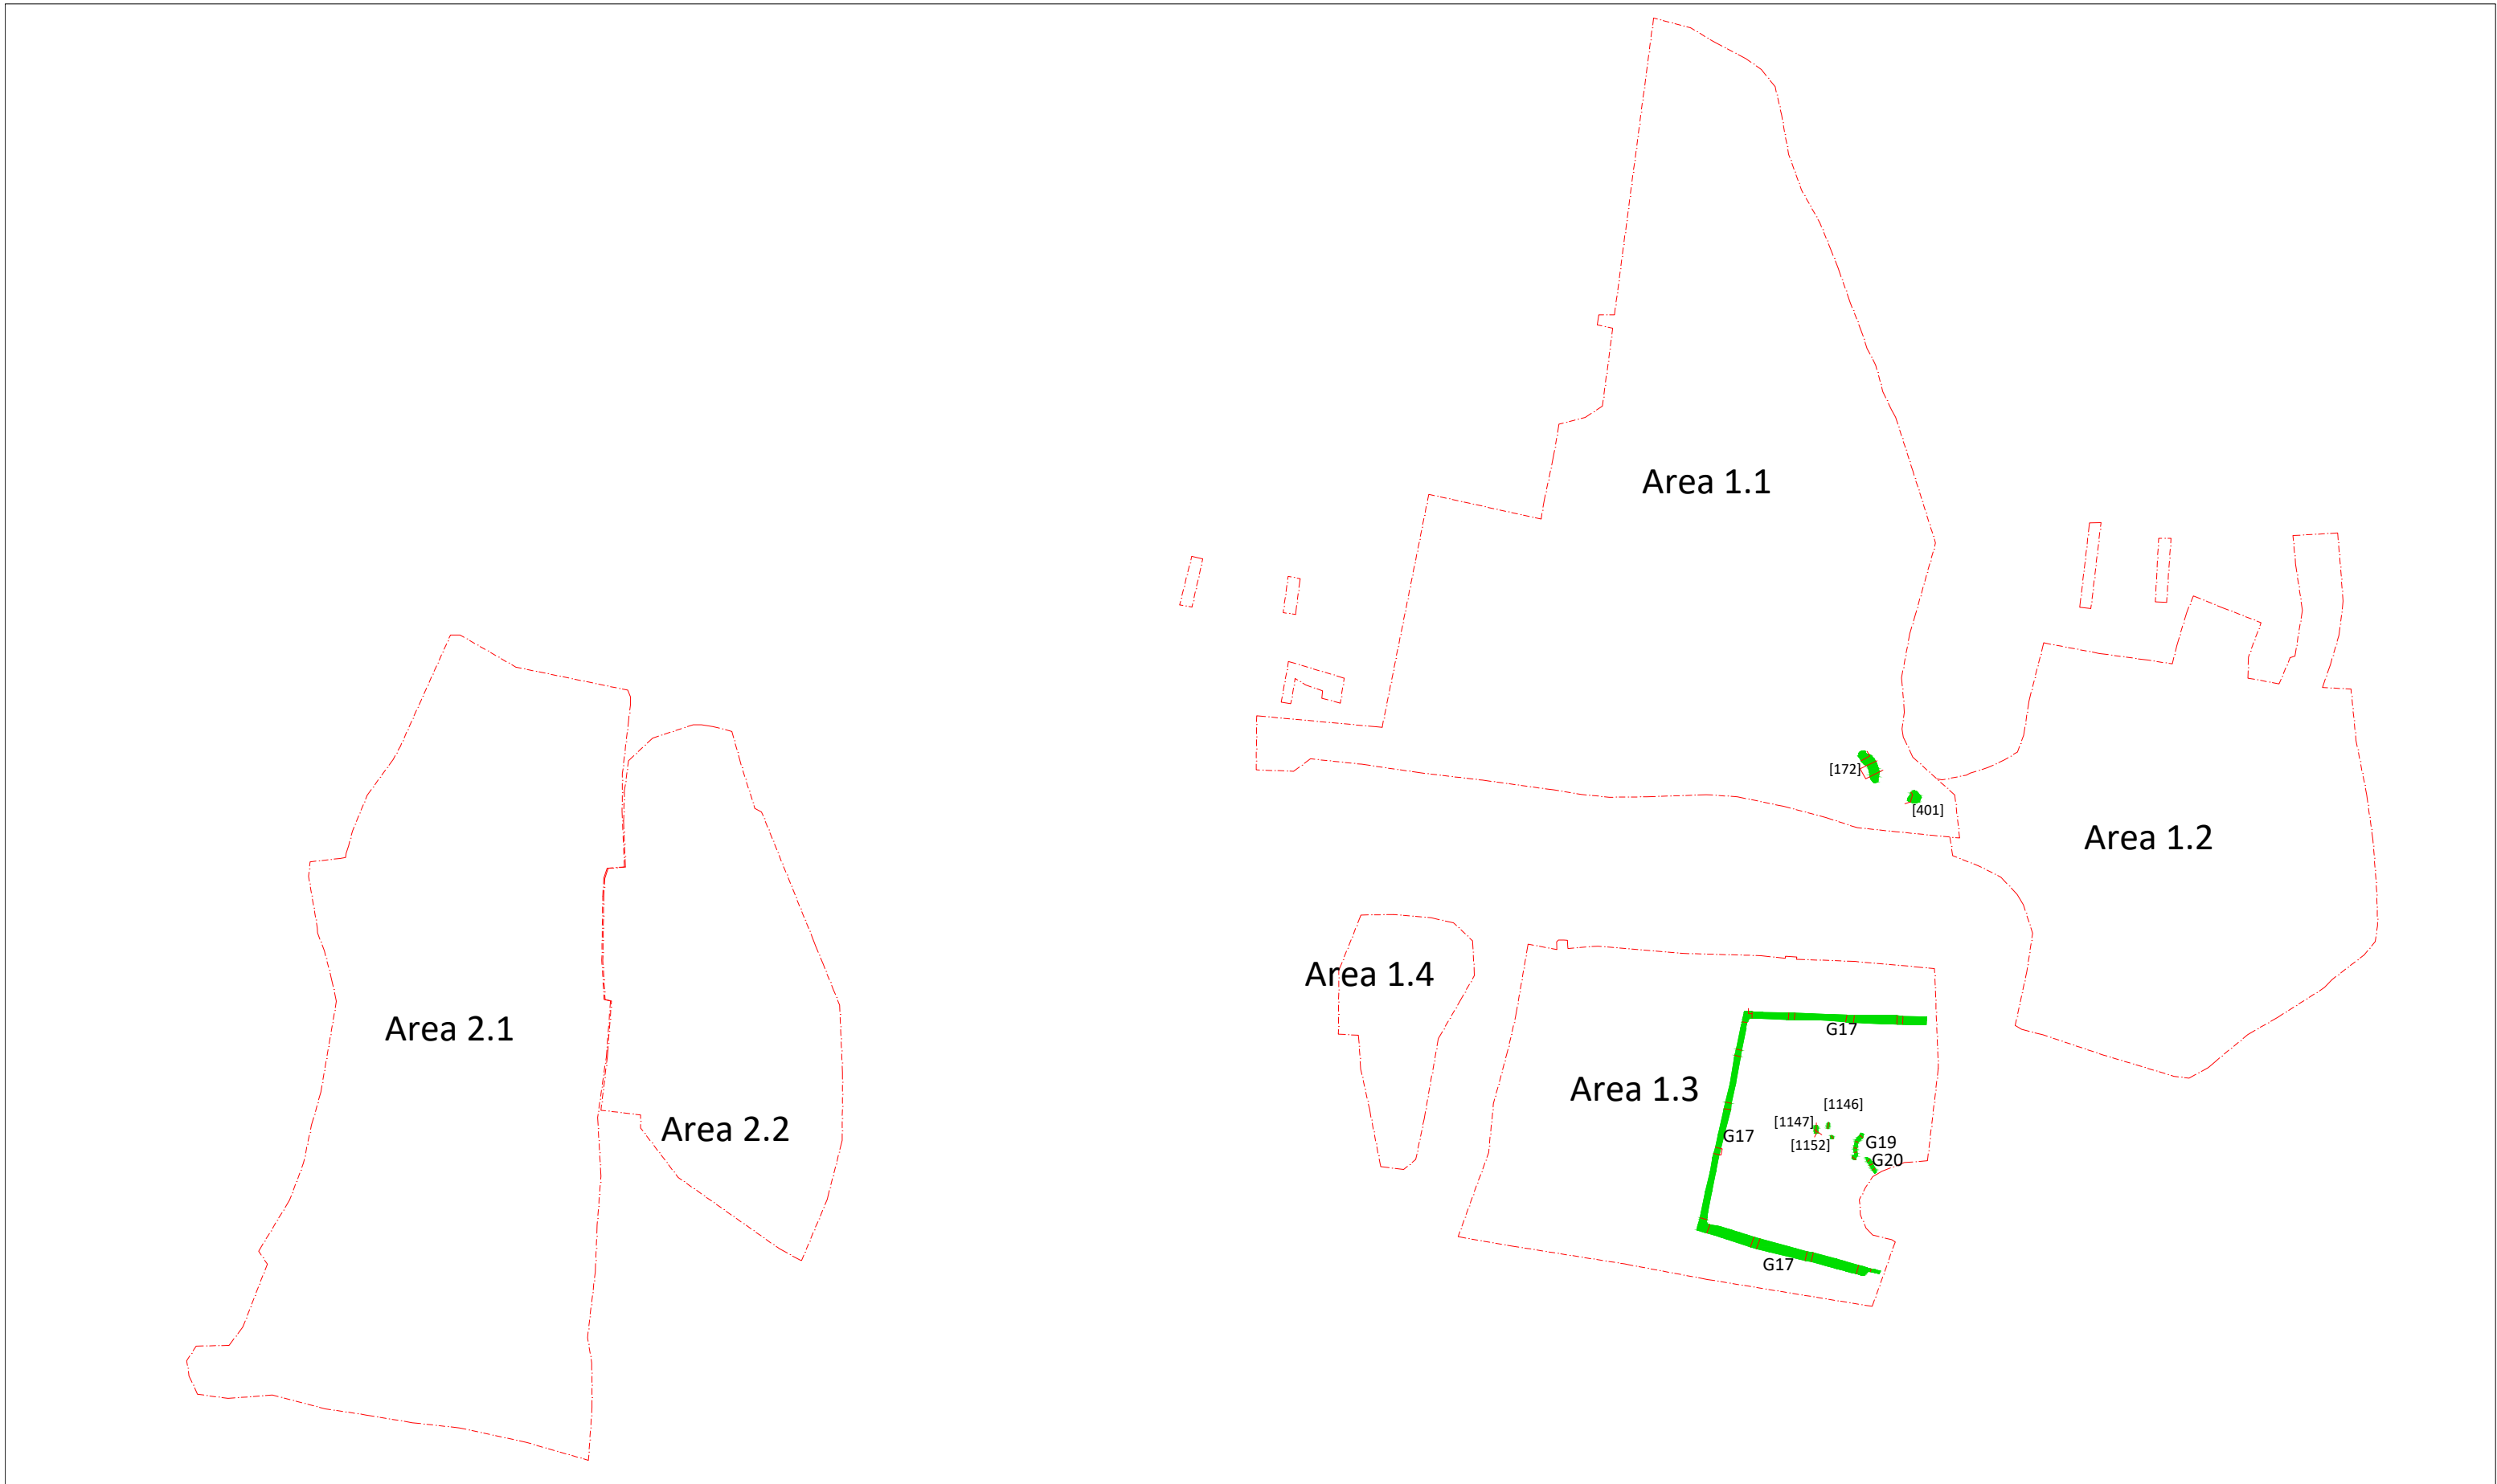 Area 1.1
[172]
[401]
Area 1.2
Area 1.4
Area 2.1
G17
Area 1.3
[1146]
[1147]
G17
[1152]
G19
G20
Area 2.2
G17